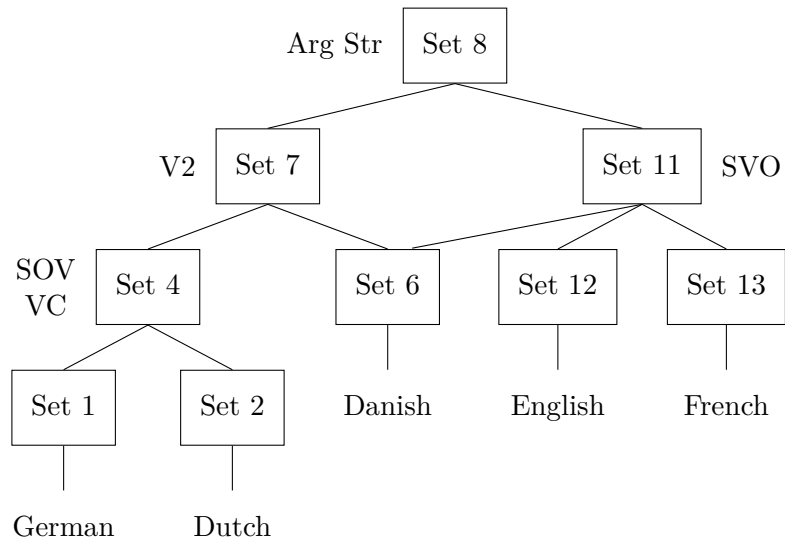 Arg Str
Set 8
V2
Set 7
Set 11
SVO
SOV
VC
Set 4
Set 6
Set 12
Set 13
Set 1
Set 2
Danish
English
French
German
Dutch